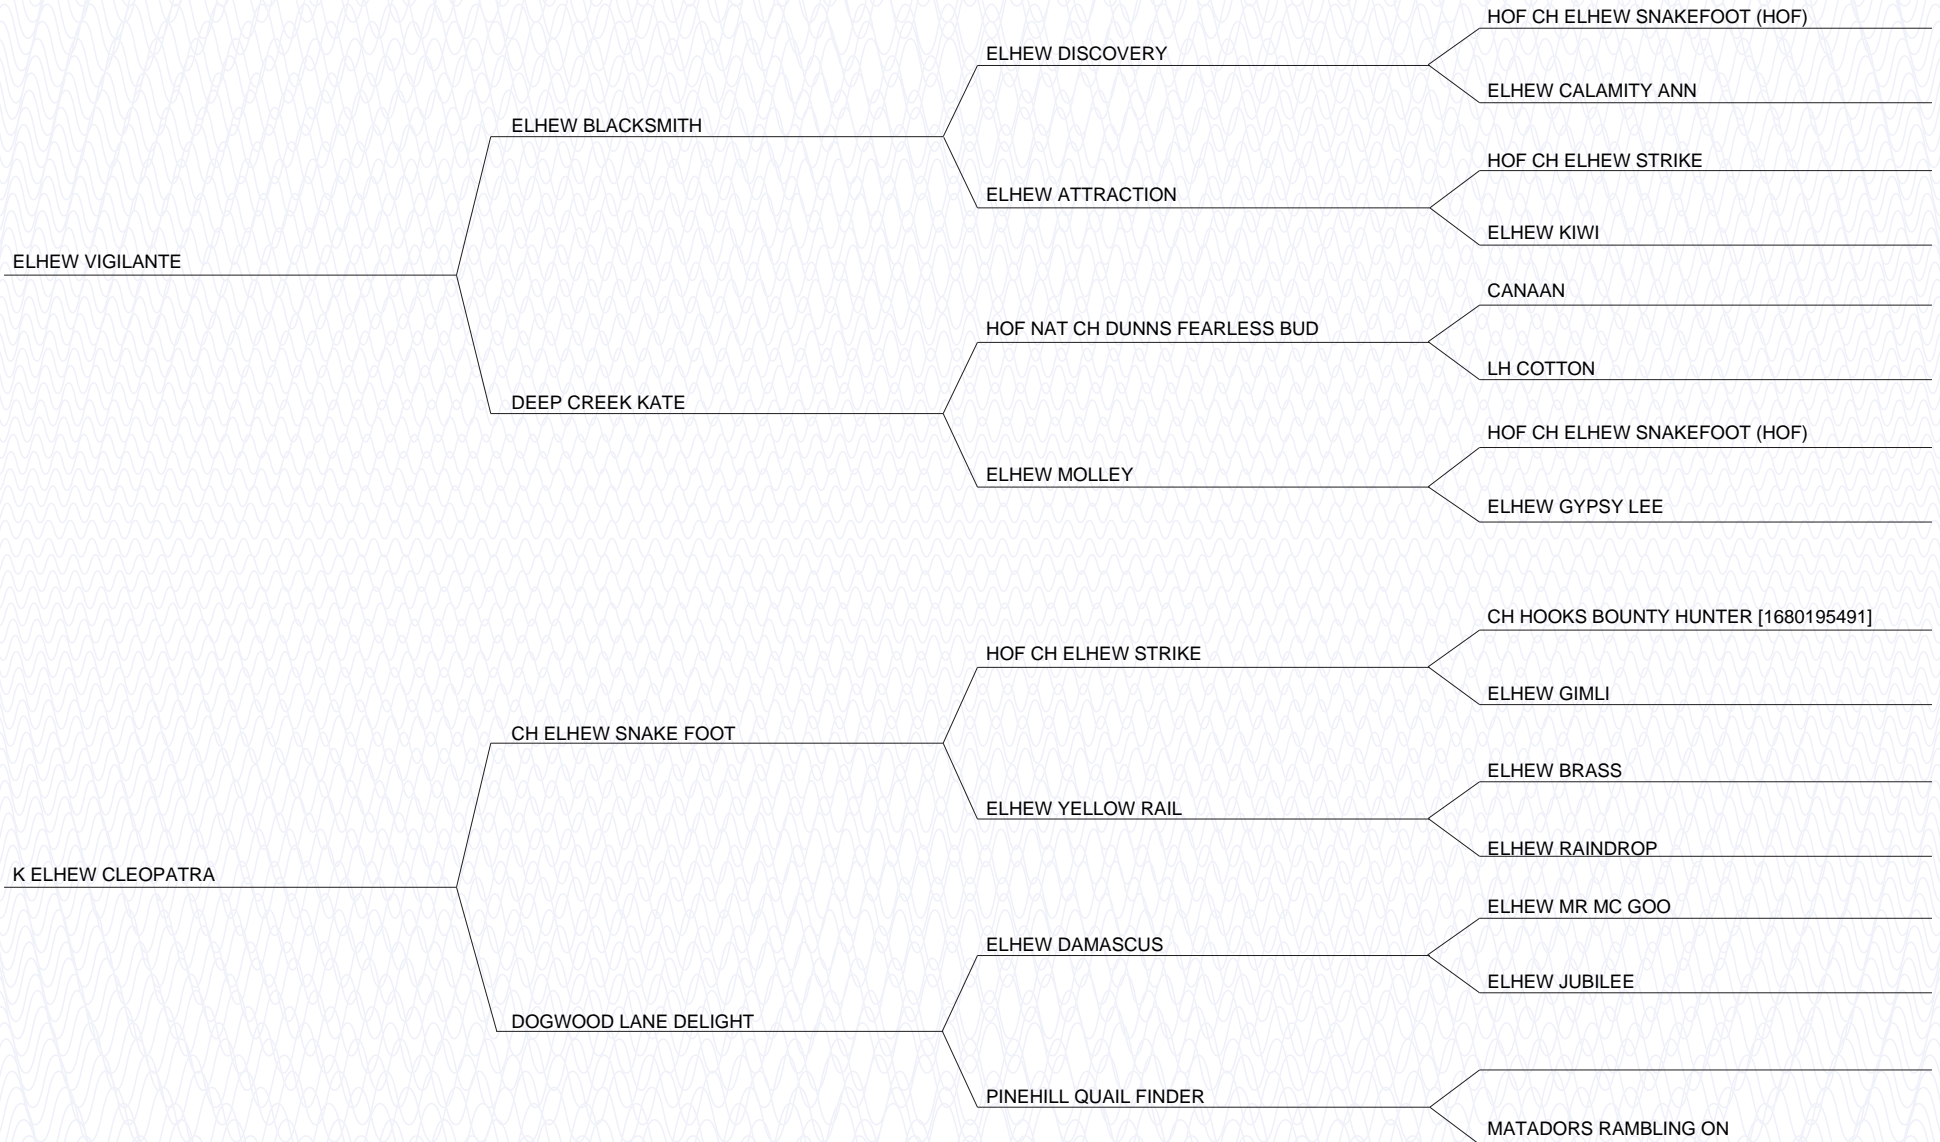 HOF CH ELHEW SNAKEFOOT (HOF)
ELHEW DISCOVERY
ELHEW CALAMITY ANN
ELHEW BLACKSMITH
HOF CH ELHEW STRIKE
ELHEW ATTRACTION
ELHEW KIWI
ELHEW VIGILANTE
CANAAN
HOF NAT CH DUNNS FEARLESS BUD
LH COTTON
DEEP CREEK KATE
HOF CH ELHEW SNAKEFOOT (HOF)
ELHEW MOLLEY
ELHEW GYPSY LEE
CH HOOKS BOUNTY HUNTER [1680195491]
HOF CH ELHEW STRIKE
ELHEW GIMLI
CH ELHEW SNAKE FOOT
ELHEW BRASS
ELHEW YELLOW RAIL
ELHEW RAINDROP
K ELHEW CLEOPATRA
ELHEW MR MC GOO
ELHEW DAMASCUS
ELHEW JUBILEE
DOGWOOD LANE DELIGHT
PINEHILL QUAIL FINDER
MATADORS RAMBLING ON